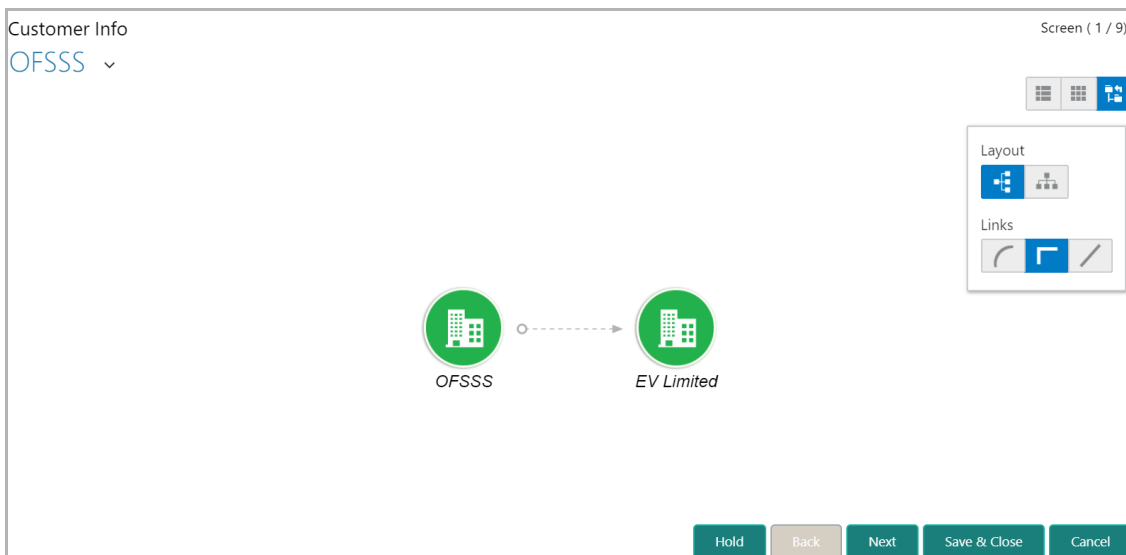 Customer Info
Screen ( 1 / 9)
OFSSS
Layout
Links
OFSSS
EV Limited
Hold
Back
Next
Save & Close
Cancel